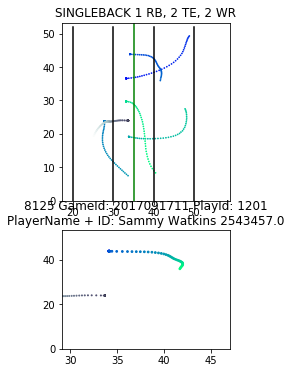 SINGLEBACK 1 RB, 2 TE, 2 WR
50
40
30
20
10
0
20 30 40 50
8125 GameId: 2017091711 PlayId: 1201
PlayerName + ID: Sammy Watkins 2543457.0
40
20
0
30 35 40 45